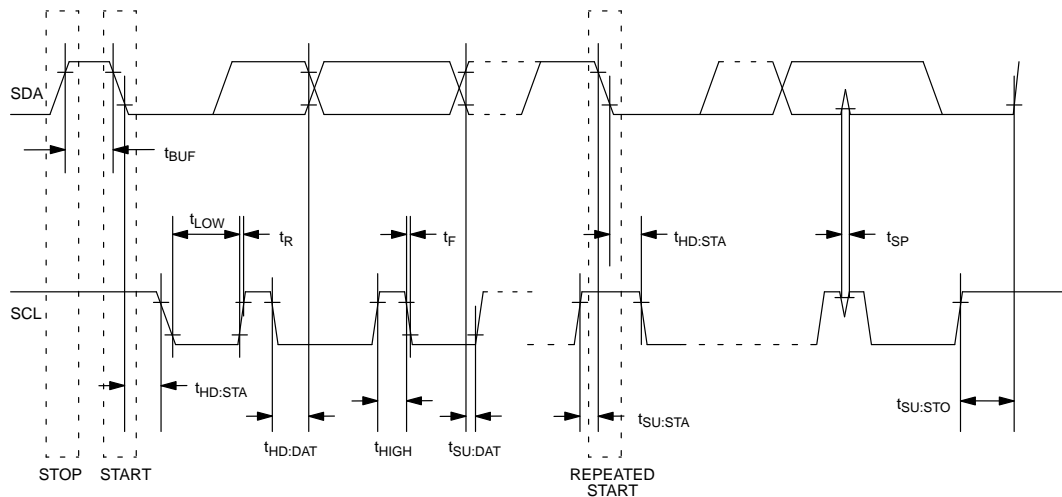 SDA
tBUF
tLOW
tR
tF
tHD:STA
tSP
SCL
tHD:STA
tSU:STA
tSU:STO
tHD:DAT
tHIGH
tSU:DAT
STOP
START
REPEATED
START